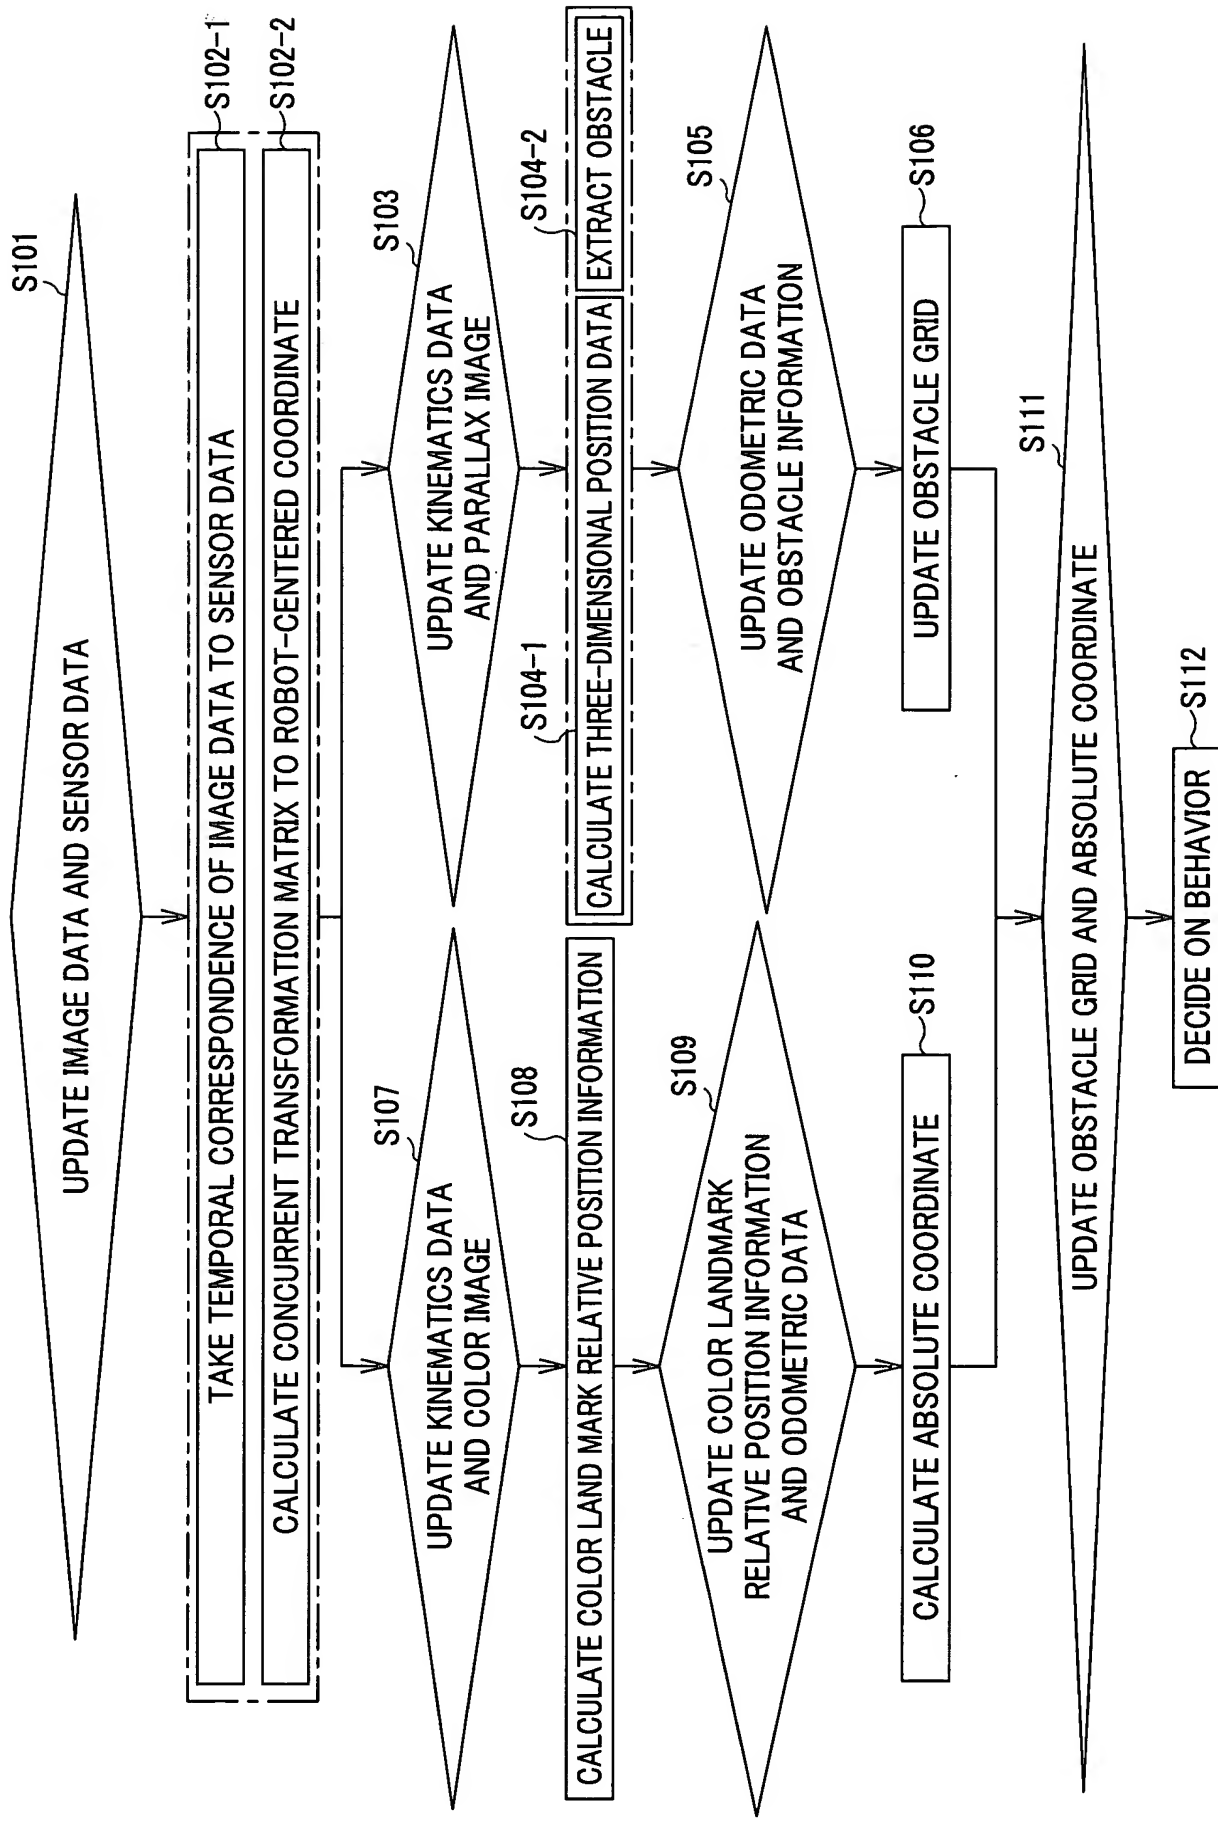 S101
UPDATE IMAGE DATA AND SENSOR DATA
S102-1
TAKE TEMPORAL CORRESPONDENCE OF IMAGE DATA TO SENSOR DATA
S102-2
CALCULATE CONCURRENT TRANSFORMATION MATRIX TO ROBOT-CENTERED COORDINATE
S107
UPDATE KINEMATICS DATA
AND COLOR IMAGE
S103
UPDATE KINEMATICS DATA
AND PARALLAX IMAGE
S108
CALCULATE COLOR LAND MARK RELATIVE POSITION INFORMATION
S104-1
CALCULATE THREE-DIMENSIONAL POSITION DATA
S104-2
EXTRACT OBSTACLE
S109
UPDATE COLOR LANDMARK
RELATIVE POSITION INFORMATION
AND ODOMETRIC DATA
S105
UPDATE ODOMETRIC DATA
AND OBSTACLE INFORMATION
S110
CALCULATE ABSOLUTE COORDINATE
S106
UPDATE OBSTACLE GRID
S111
UPDATE OBSTACLE GRID AND ABSOLUTE COORDINATE
S112
DECIDE ON BEHAVIOR